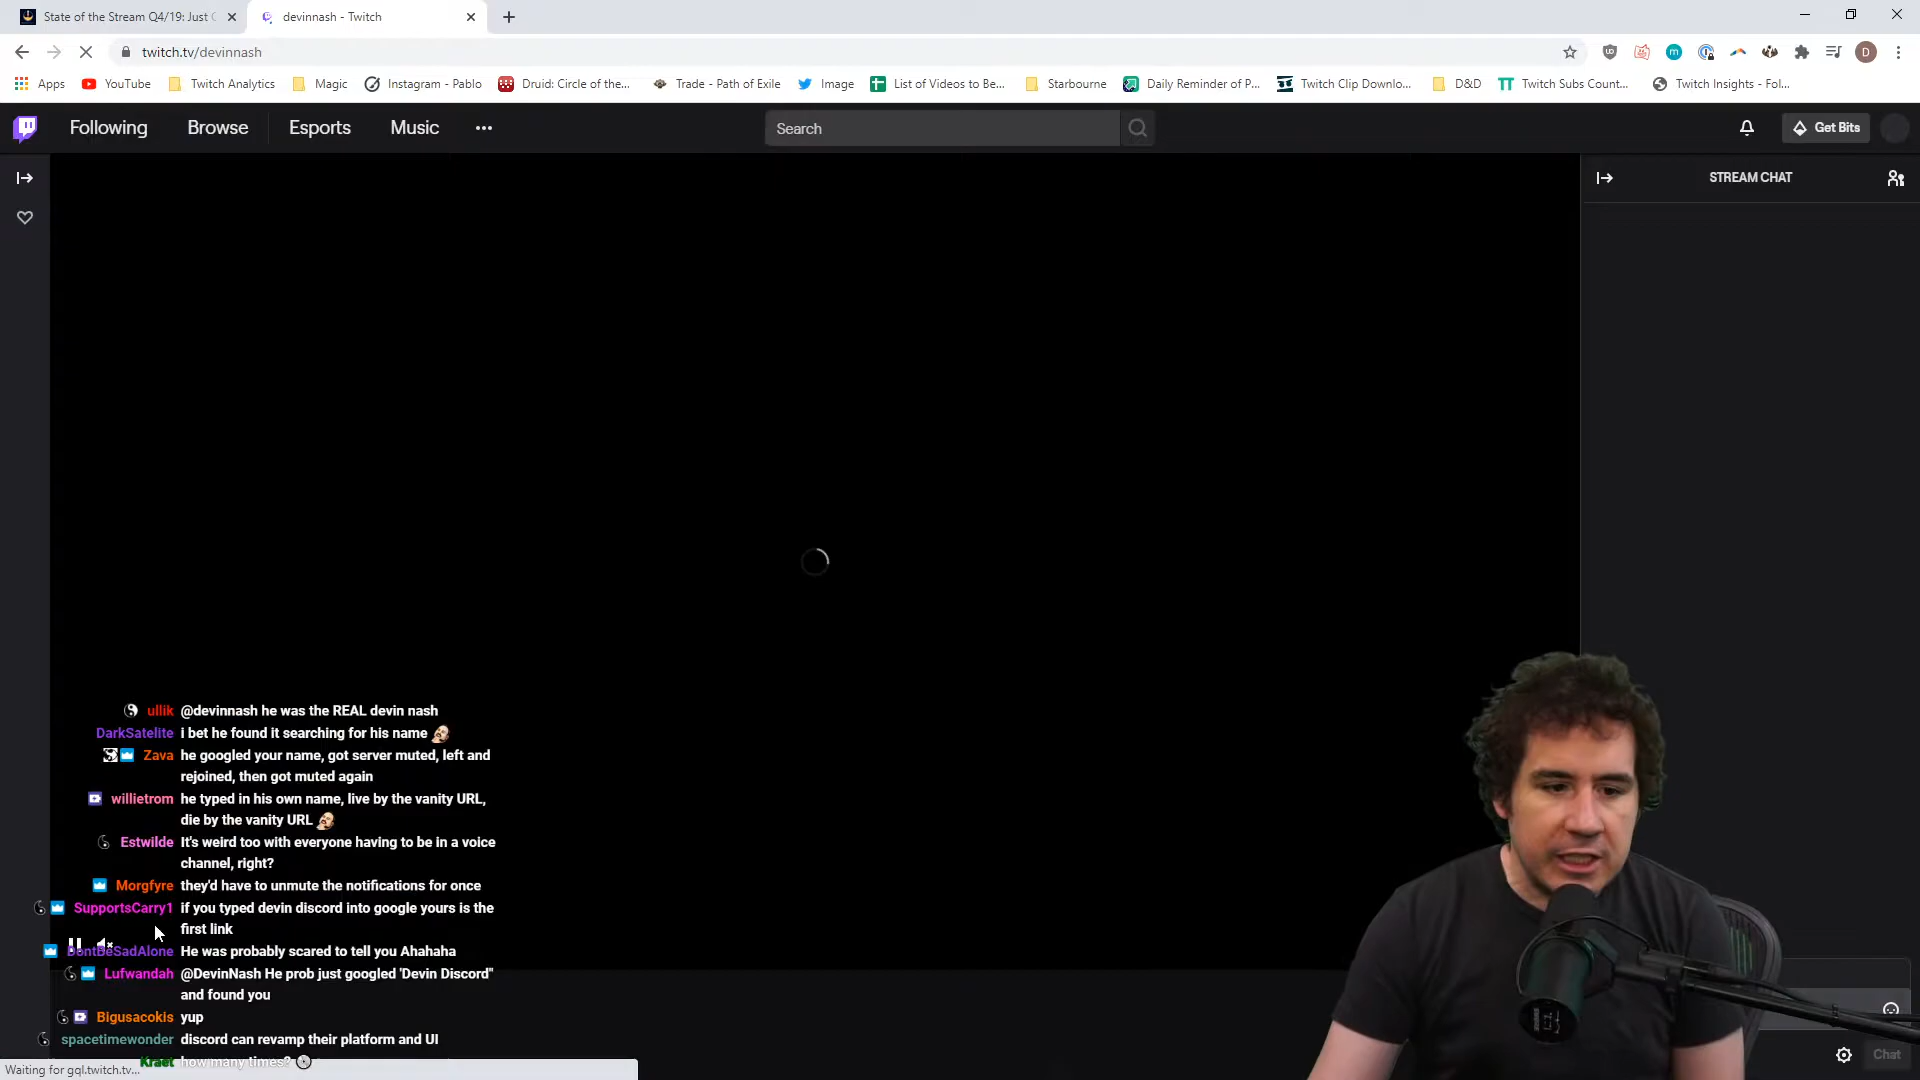 State of the Stream Q4/19: Just C
devinnash - Twitch
twitch.tv/devinnash
D
Apps
YouTube
Twitch Analytics
Magic
Instagram - Pablo
Druid: Circle of the...
Trade - Path of Exile
Image
List of Videos to Be...
Starbourne
Daily Reminder of P...
Twitch Clip Downlo...
D&D
Twitch Subs Count...
Twitch Insights - Fol...
Following
Browse
Esports
Music
Search
Get Bits
STREAM CHAT
ullik @devinnash he was the REAL devin nash
DarkSatelite i bet he found it searching for his name
Zava he googled your name, got server muted, left and
rejoined, then got muted again
willietrom he typed in his own name, live by the vanity URL,
die by the vanity URL
Estwilde It's weird too with everyone having to be in a voice
channel, right?
Morgfyre they'd have to unmute the notifications for once
SupportsCarry1 if you typed devin discord into google yours is the
first link
DontBeSadAlone He was probably scared to tell you Ahahaha
Lufwandah @DevinNash He prob just googled 'Devin Discord"
and found you
Bigusacokis yup
spacetimewonder discord can revamp their platform and UI
Kraet how many times?
Waiting for gql.twitch.tv...
Chat